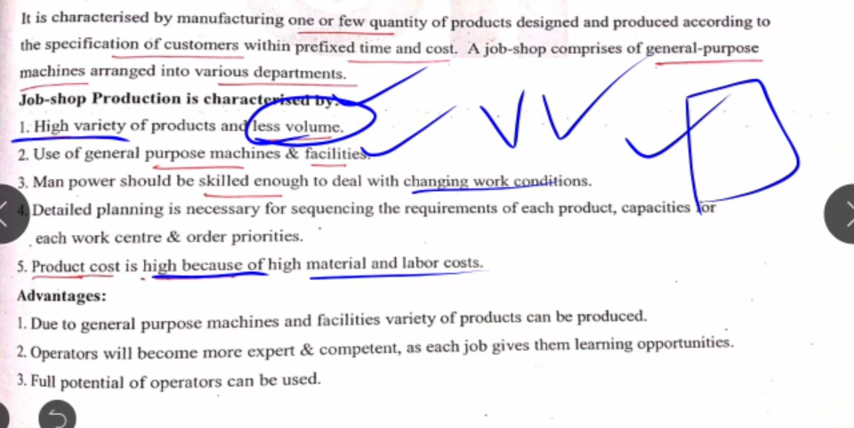 It is characterised by manufacturing one or few quantity of products designed and produced according to
the specification of customers within prefixed time and cost. A job-shop comprises of general-purpose
machines arranged into various departments.
Job-shop Production is characterised by:
1. High variety of products and less volume.
2. Use of general purpose machines & facilities.
3. Man power should be skilled enough to deal with changing work conditions.
4. Detailed planning is necessary for sequencing the requirements of each product, capacities for
each work centre & order priorities.
5. Product cost is high because of high material and labor costs.
Advantages:
1. Due to general purpose machines and facilities variety of products can be produced.
2. Operators will become more expert & competent, as each job gives them learning opportunities.
3. Full potential of operators can be used.